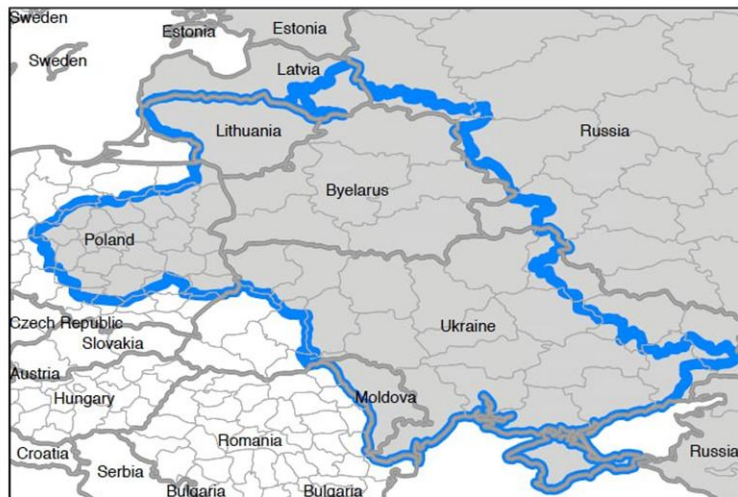 Sweden
Estonia
Estonia
Sweden
Latvia
Lithuania
Russia
Byelarus
Poland
Czech Republic
Ukraine
Slovakia
Austria
Hungary
Moldova
Romania
Croatia
Russia
Serbia
Bulgaria
Bulgaria